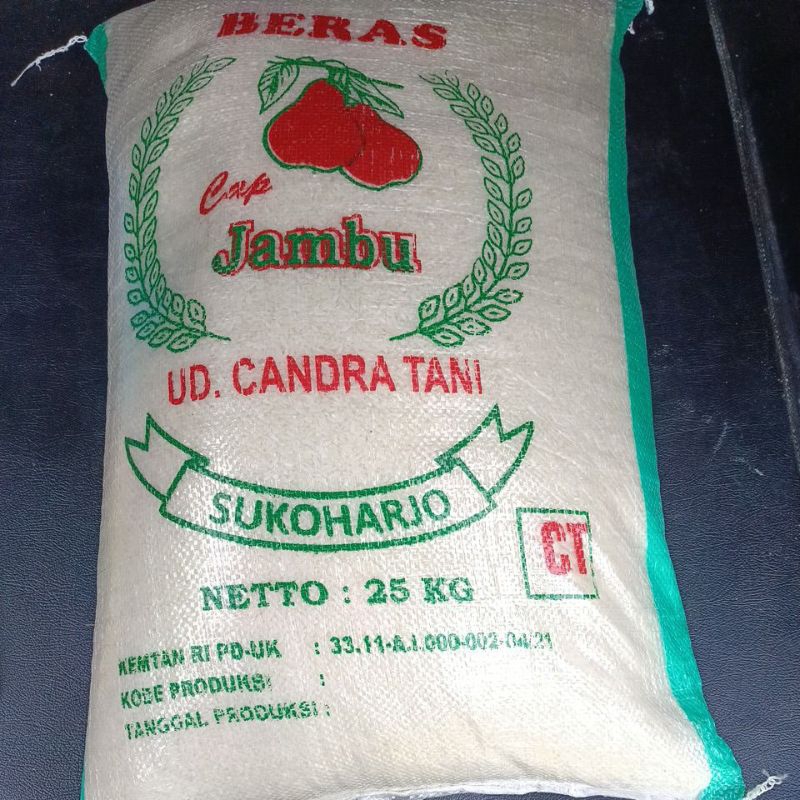 BERAS
Cap
Jambu
UD. CANDRA TANI
SUKOHARJO
CT
NETTO : 25 KG
KEMTAN RI PD-UK : 33.11-A.I.000-002-04/21
KODE PRODUKSI :
TANGGAL PRODUKSI :